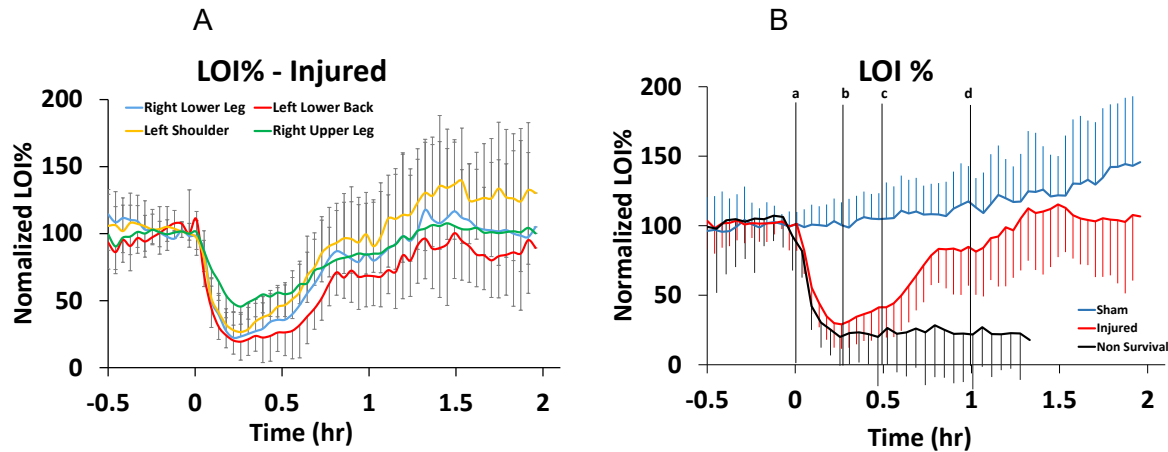 A
LOI% - Injured
Right Lower Leg Left Lower Back
Left Shoulder Right Upper Leg
Normalized LOI%
200
150
100
50
0
-0.5 0 0.5 1 1.5 2
Time (hr)
B
LOI %
a b c d
Normalized LOI%
200
150
100
50
0
Sham
Injured
Non Survival
-0.5 0 0.5 1 1.5 2
Time (hr)